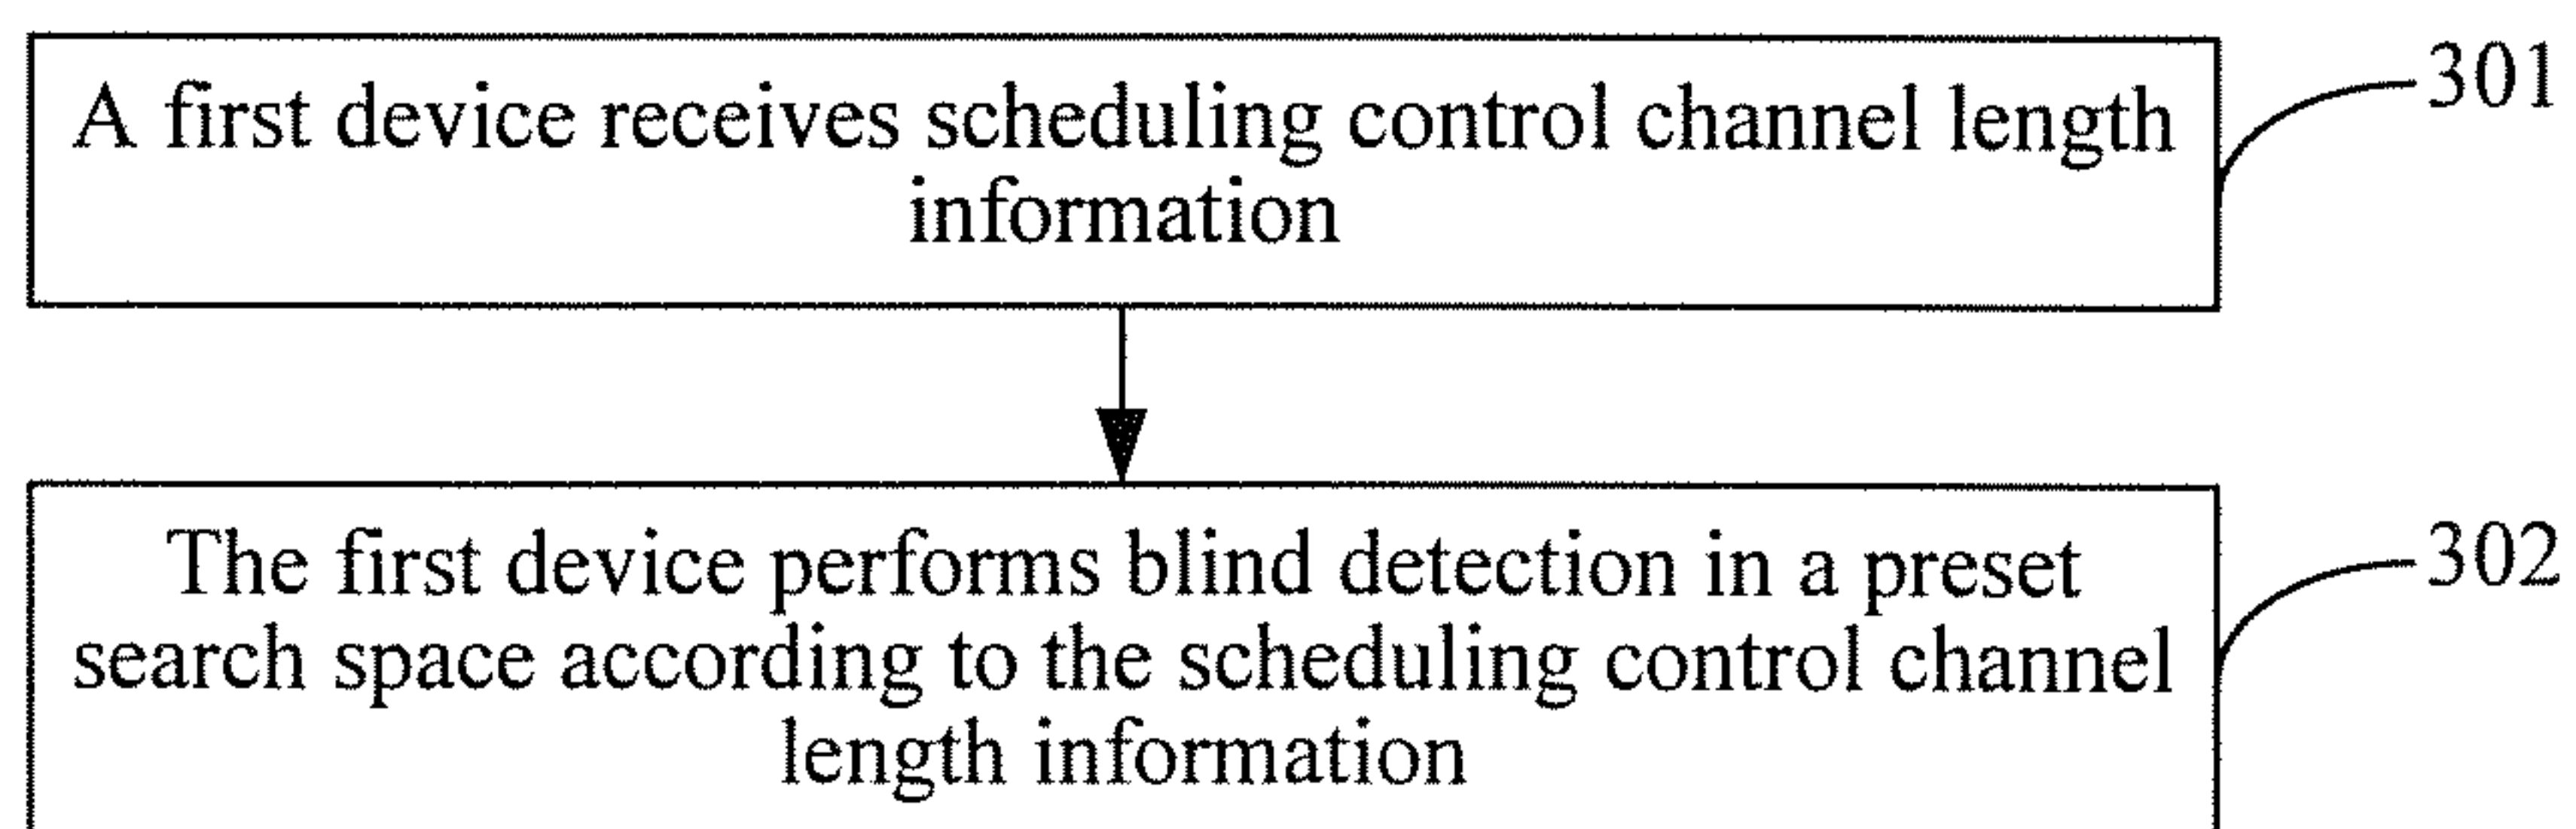 A first device receives scheduling control channel length
information
301
The first device performs blind detection in a preset
search space according to the scheduling control channel
length information
302